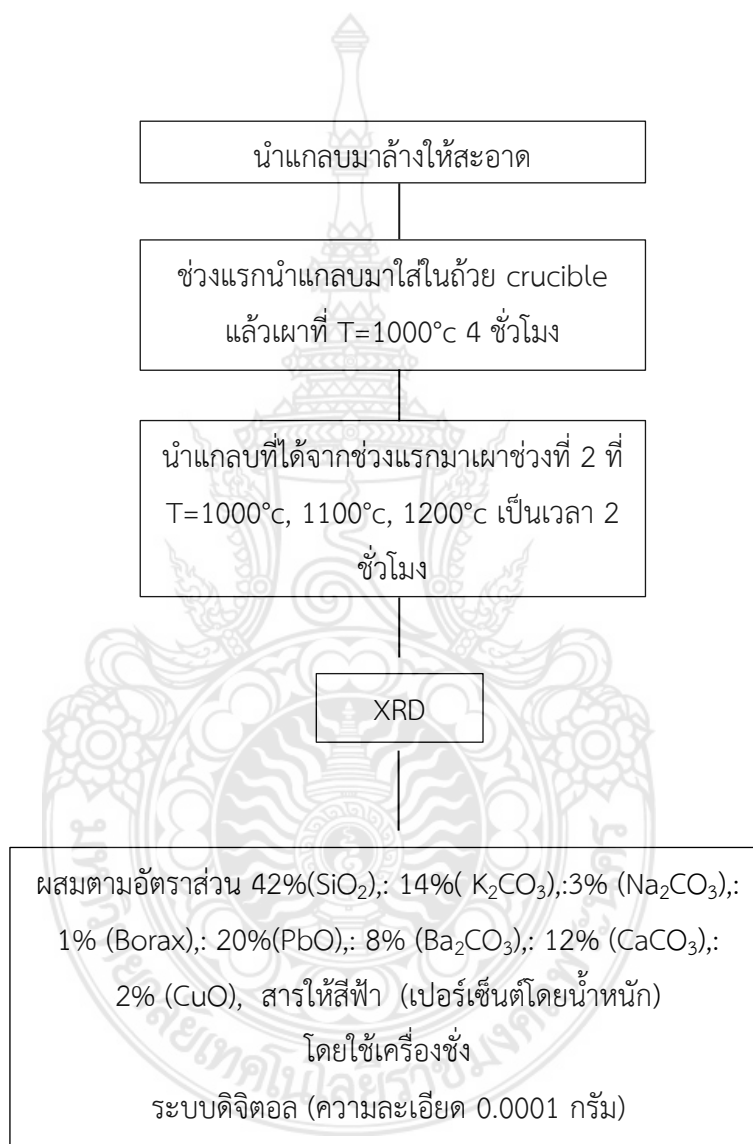 นำแกลบมาล้างให้สะอาด
ช่วงแรกนำแกลบมาใส่ในถ้วย crucible
แล้วเผาที่ T=1000°c 4 ชั่วโมง
นำแกลบที่ได้จากช่วงแรกมาเผาช่วงที่ 2 ที่
T=1000°c, 1100°c, 1200°c เป็นเวลา 2
ชั่วโมง
XRD
ผสมตามอัตราส่วน 42%(SiO₂),: 14%( K₂CO₃),:3% (Na₂CO₃),:
1% (Borax),: 20%(PbO),: 8% (Ba₂CO₃),: 12% (CaCO₃),:
2% (CuO), สารให้สีฟ้า (เปอร์เซ็นต์โดยน้ำหนัก)
โดยใช้เครื่องชั่ง
ระบบดิจิตอล (ความละเอียด 0.0001 กรัม)